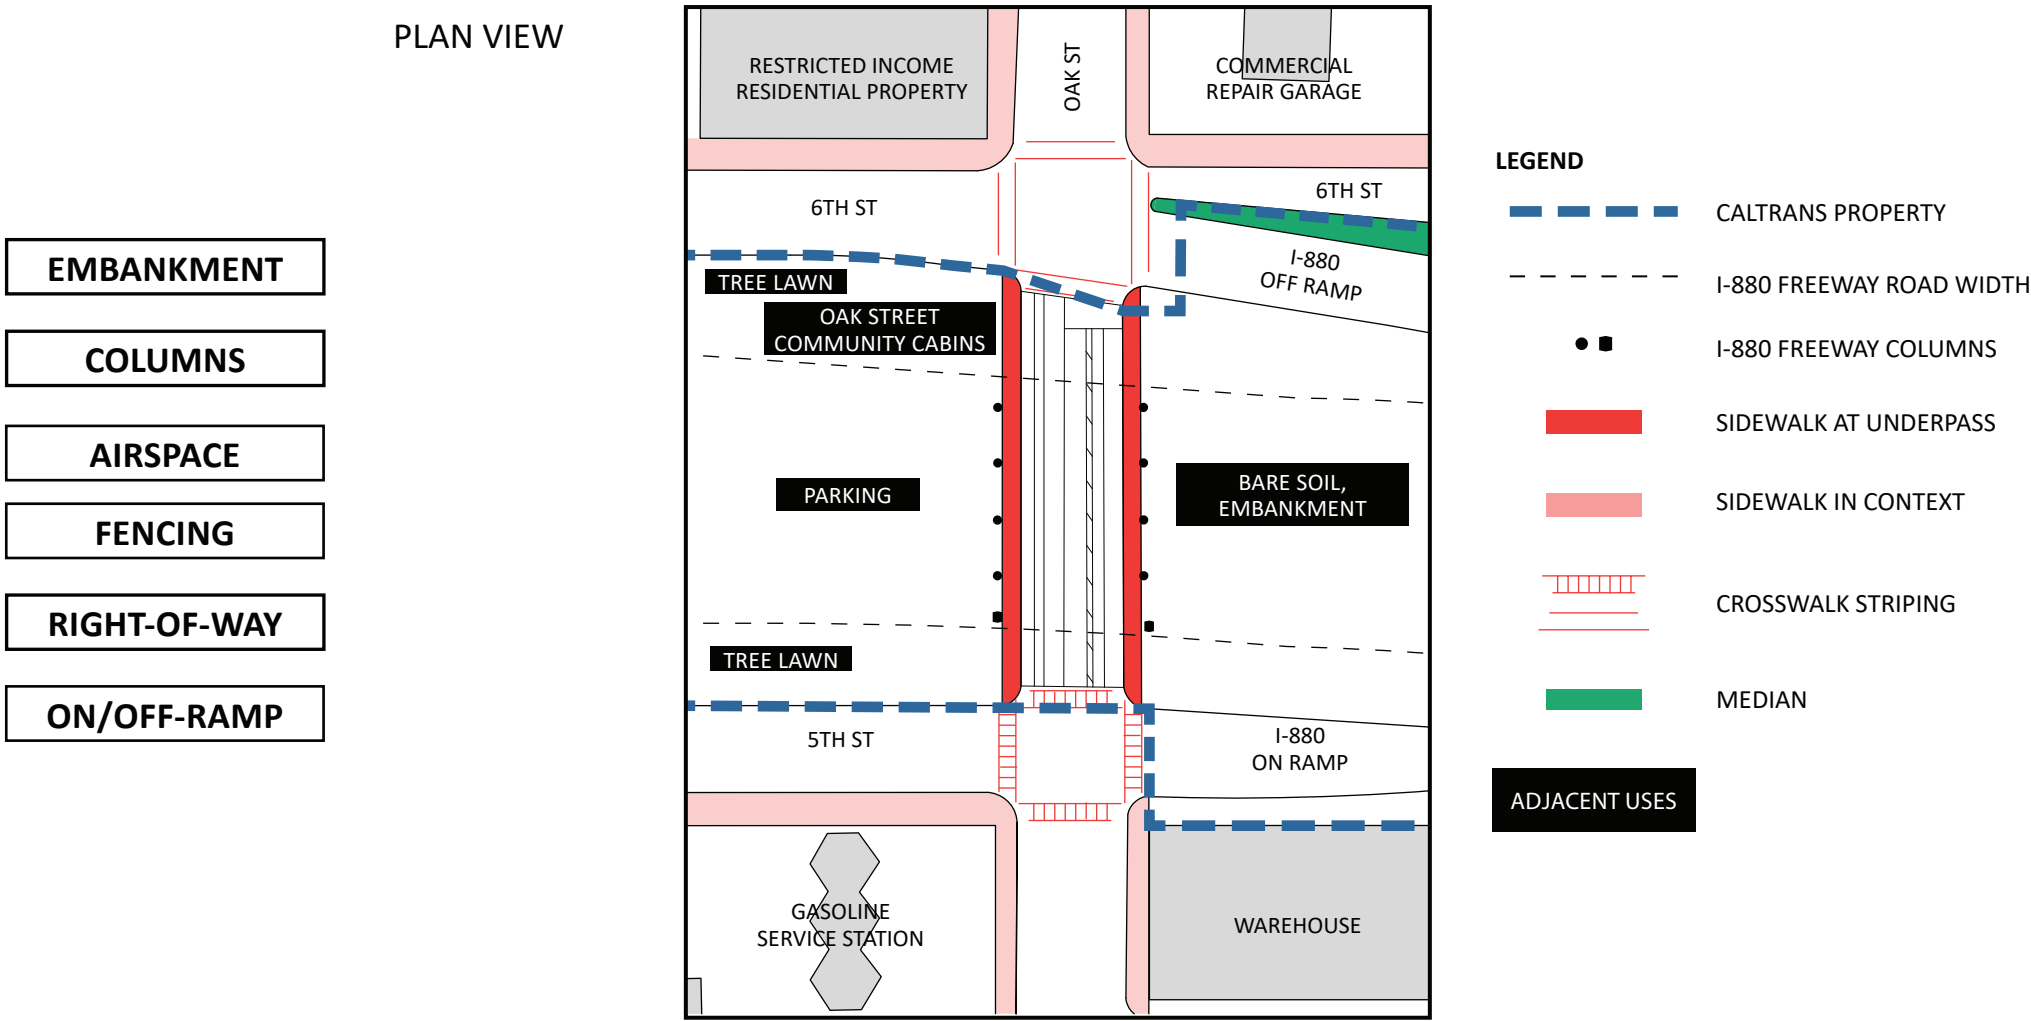 PLAN VIEW
EMBANKMENT
COLUMNS
AIRSPACE
FENCING
RIGHT-OF-WAY
ON/OFF-RAMP
RESTRICTED INCOME
RESIDENTIAL PROPERTY
OAK ST
COMMERCIAL
REPAIR GARAGE
6TH ST
6TH ST
I-880
OFF RAMP
TREE LAWN
OAK STREET
COMMUNITY CABINS
PARKING
BARE SOIL,
EMBANKMENT
TREE LAWN
5TH ST
I-880
ON RAMP
GASOLINE
SERVICE STATION
WAREHOUSE
LEGEND
CALTRANS PROPERTY
I-880 FREEWAY ROAD WIDTH
I-880 FREEWAY COLUMNS
SIDEWALK AT UNDERPASS
SIDEWALK IN CONTEXT
CROSSWALK STRIPING
MEDIAN
ADJACENT USES